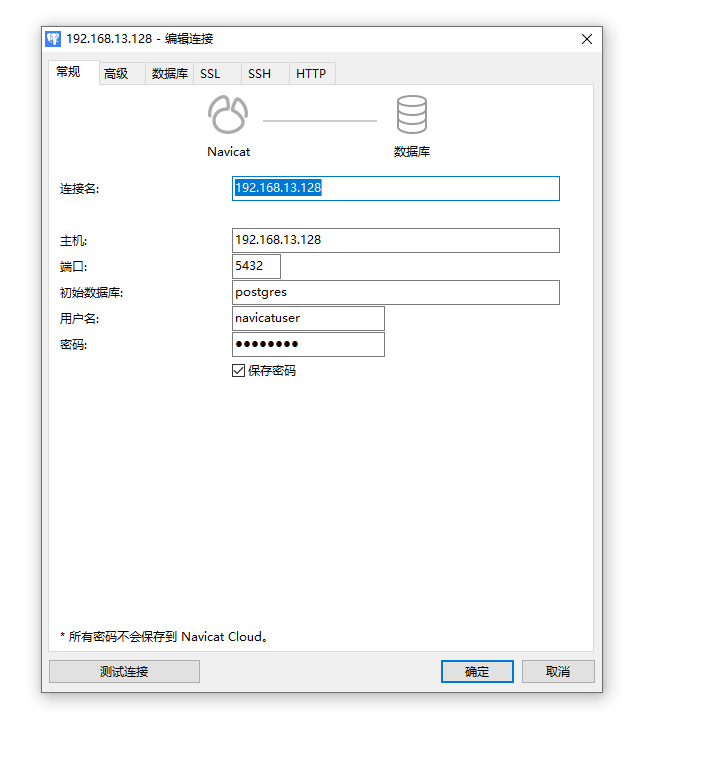 192.168.13.128 - 编辑连接
常规 高级 数据库 SSL SSH HTTP
Navicat 数据库
连接名: 192.168.13.128
主机: 192.168.13.128
端口: 5432
初始数据库: postgres
用户名: navicatuser
密码: ●●●●●●●●
保存密码
* 所有密码不会保存到 Navicat Cloud。
测试连接 确定 取消